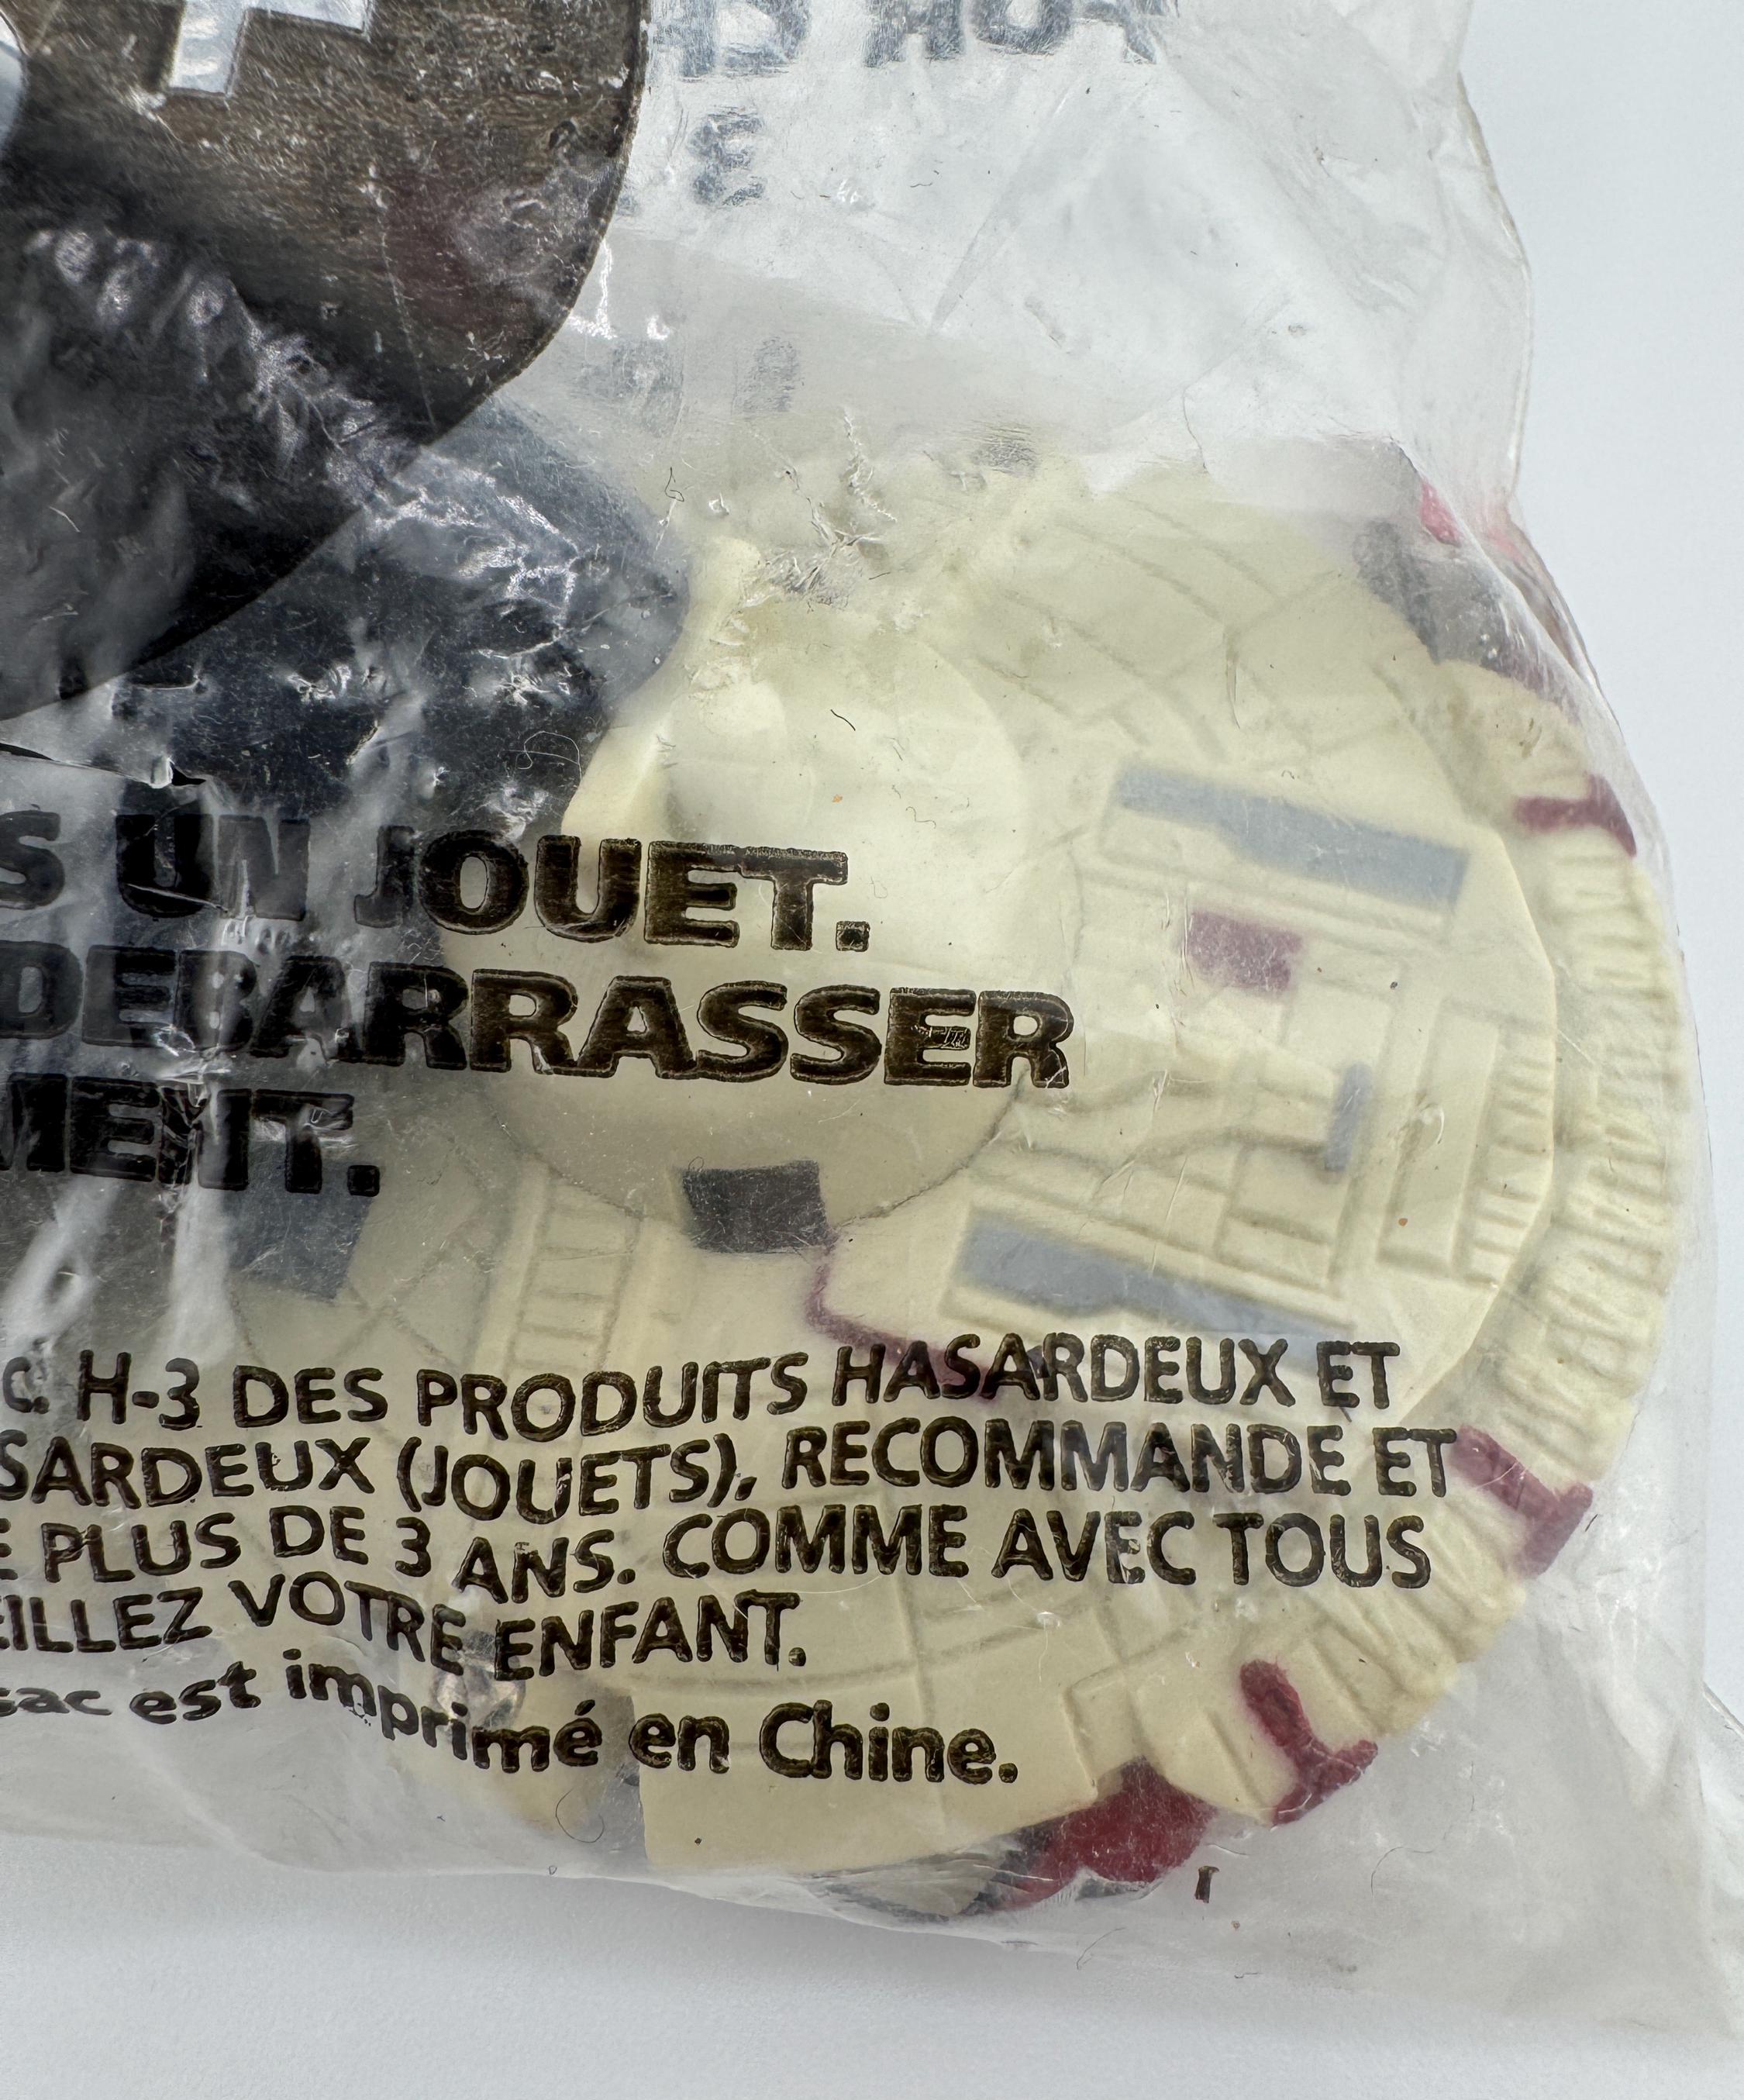 S UN JOUET.
DEBARRASSER
MENT.
C. H-3 DES PRODUITS HASARDEUX ET
SARDEUX (JOUETS), RECOMMANDE ET
E PLUS DE 3 ANS. COMME AVEC TOUS
EILLEZ VOTRE ENFANT.
sac est imprimé en Chine.